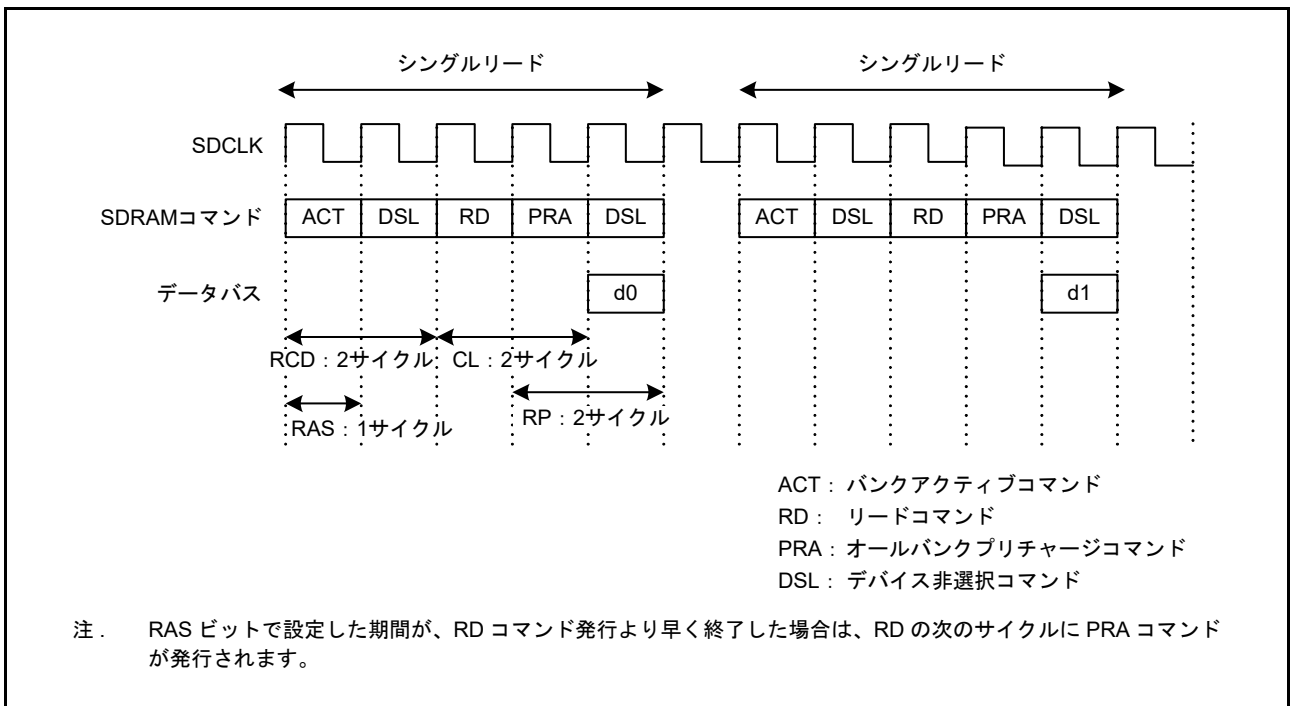 シングルリード シングルリード
SDCLK
SDRAMコマンド ACT DSL RD PRA DSL ACT DSL RD PRA DSL
データバス d0 d1
RCD：2サイクル CL：2サイクル
RAS：1サイクル RP：2サイクル
ACT： バンクアクティブコマンド
RD： リードコマンド
PRA：オールバンクプリチャージコマンド
DSL： デバイス非選択コマンド
注． RAS ビットで設定した期間が、RD コマンド発行より早く終了した場合は、RD の次のサイクルに PRA コマンド
が発行されます。